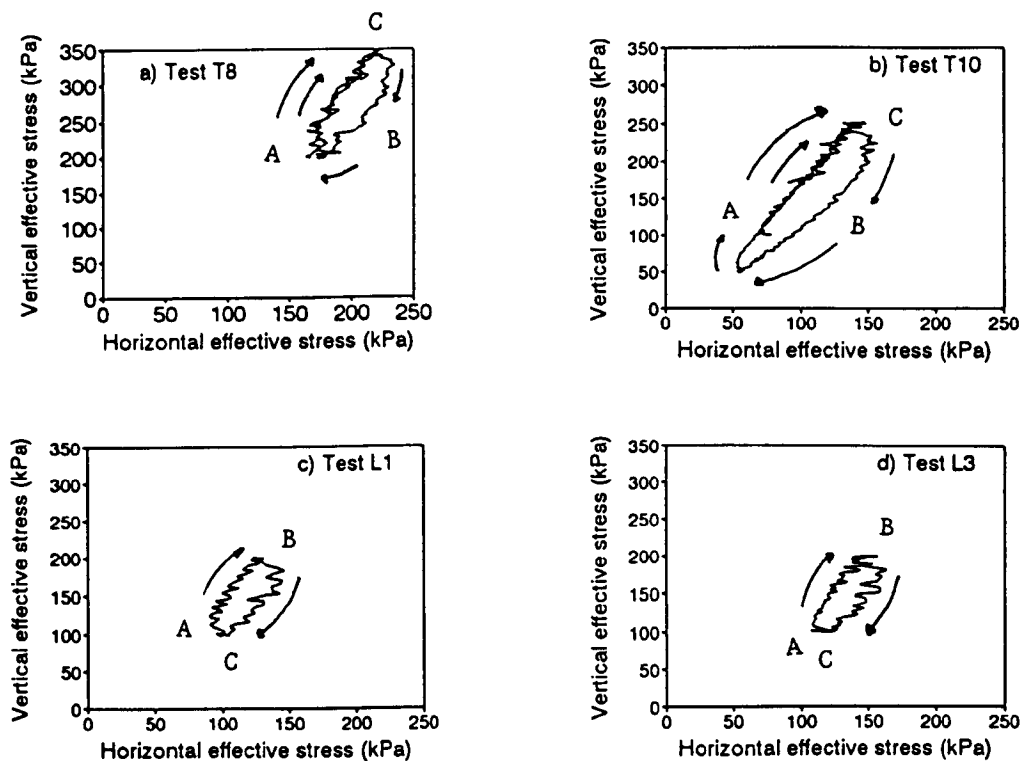 C
350
300
250
200
150
100
50
0
Vertical effective stress (kPa)
a) Test T8
A
B
0 50 100 150 200 250
Horizontal effective stress (kPa)
350
300
250
200
150
100
50
0
Vertical effective stress (kPa)
b) Test T10
C
A
B
0 50 100 150 200 250
Horizontal effective stress (kPa)
350
300
250
200
150
100
50
0
Vertical effective stress (kPa)
c) Test L1
B
A
C
0 50 100 150 200 250
Horizontal effective stress (kPa)
350
300
250
200
150
100
50
0
Vertical effective stress (kPa)
d) Test L3
B
A
C
0 50 100 150 200 250
Horizontal effective stress (kPa)